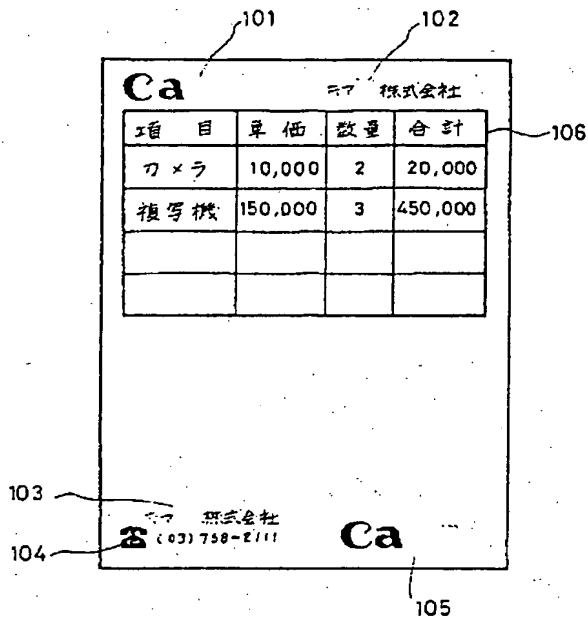 101 102
Ca 株式会社
項目 単価 数量 合計 106
カメラ 10,000 2 20,000
複写機 150,000 3 450,000
103
株式会社
104 ☎ (03) 758-2111 Ca
105